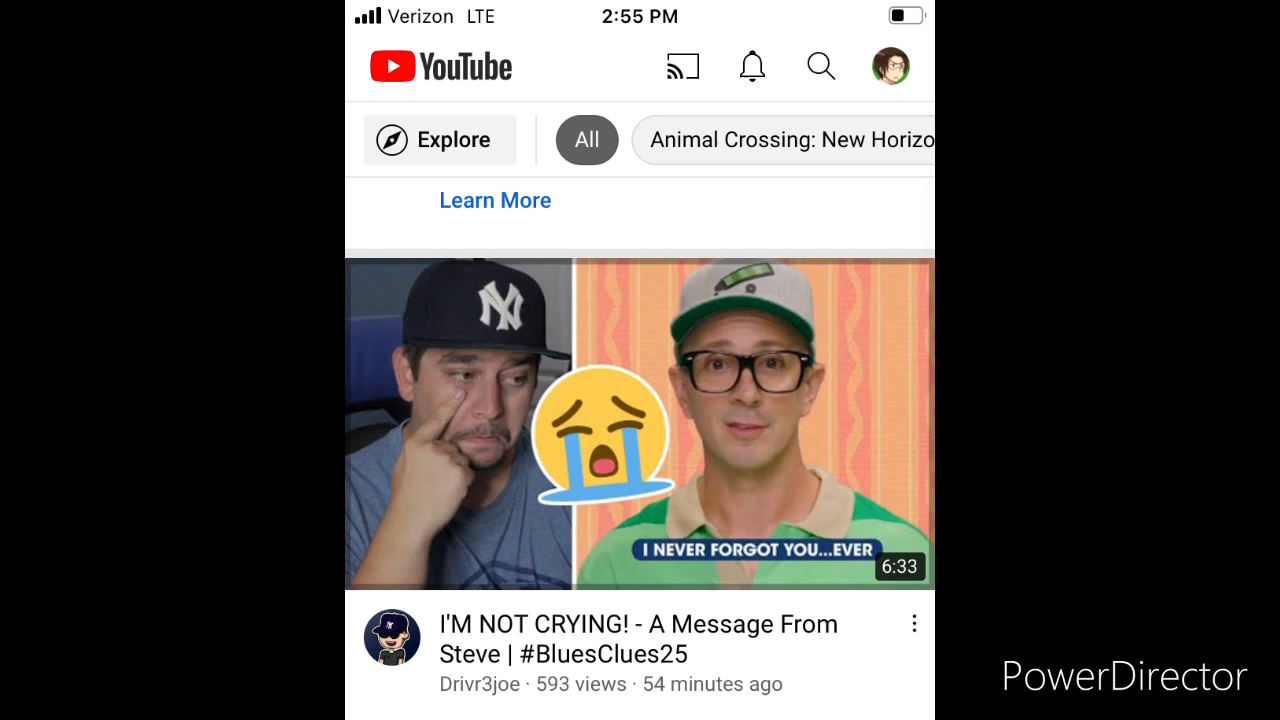 Verizon LTE 2:55 PM
YouTube
Explore All Animal Crossing: New Horizo
Learn More
NY
I NEVER FORGOT YOU...EVER
6:33
I'M NOT CRYING! - A Message From
Steve | #BluesClues25
Drivr3joe · 593 views · 54 minutes ago
PowerDirector